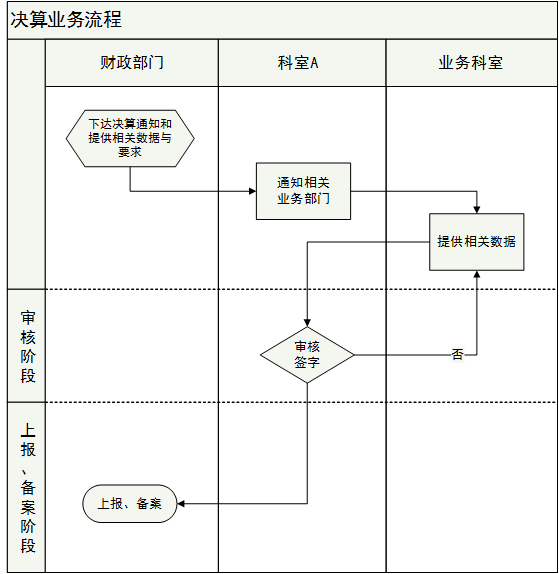 决算业务流程
财政部门
科室A
业务科室
下达决算通知和
提供相关数据与
要求
通知相关
业务部门
提供相关数据
审核阶段
审核
签字
否
上报、备案阶段
上报、备案